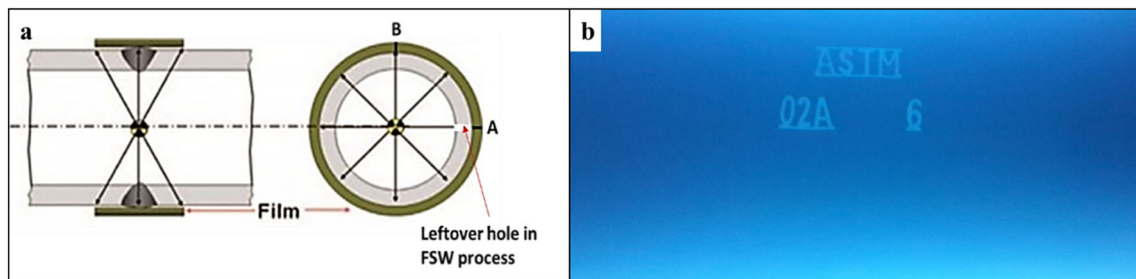 a
B
A
Film
Leftover hole in
FSW process
b
ASTM
02A 6